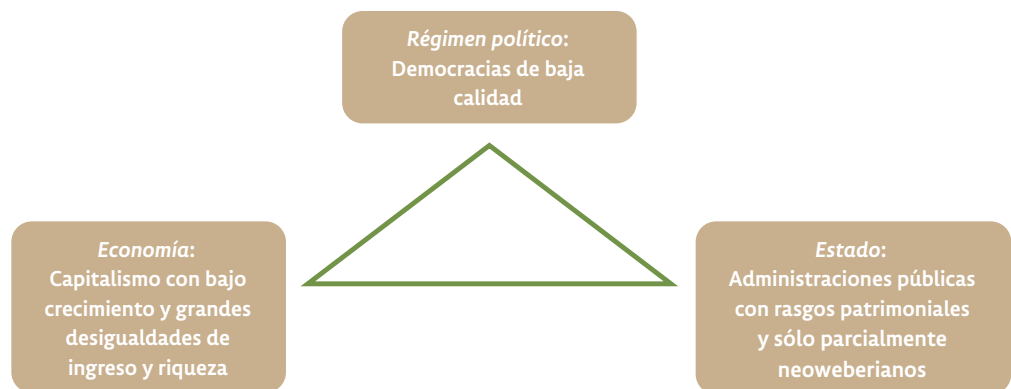 Régimen político:
Democracias de baja
calidad
Economía:
Capitalismo con bajo
crecimiento y grandes
desigualdades de
ingreso y riqueza
Estado:
Administraciones públicas
con rasgos patrimoniales
y sólo parcialmente
neoweberianos